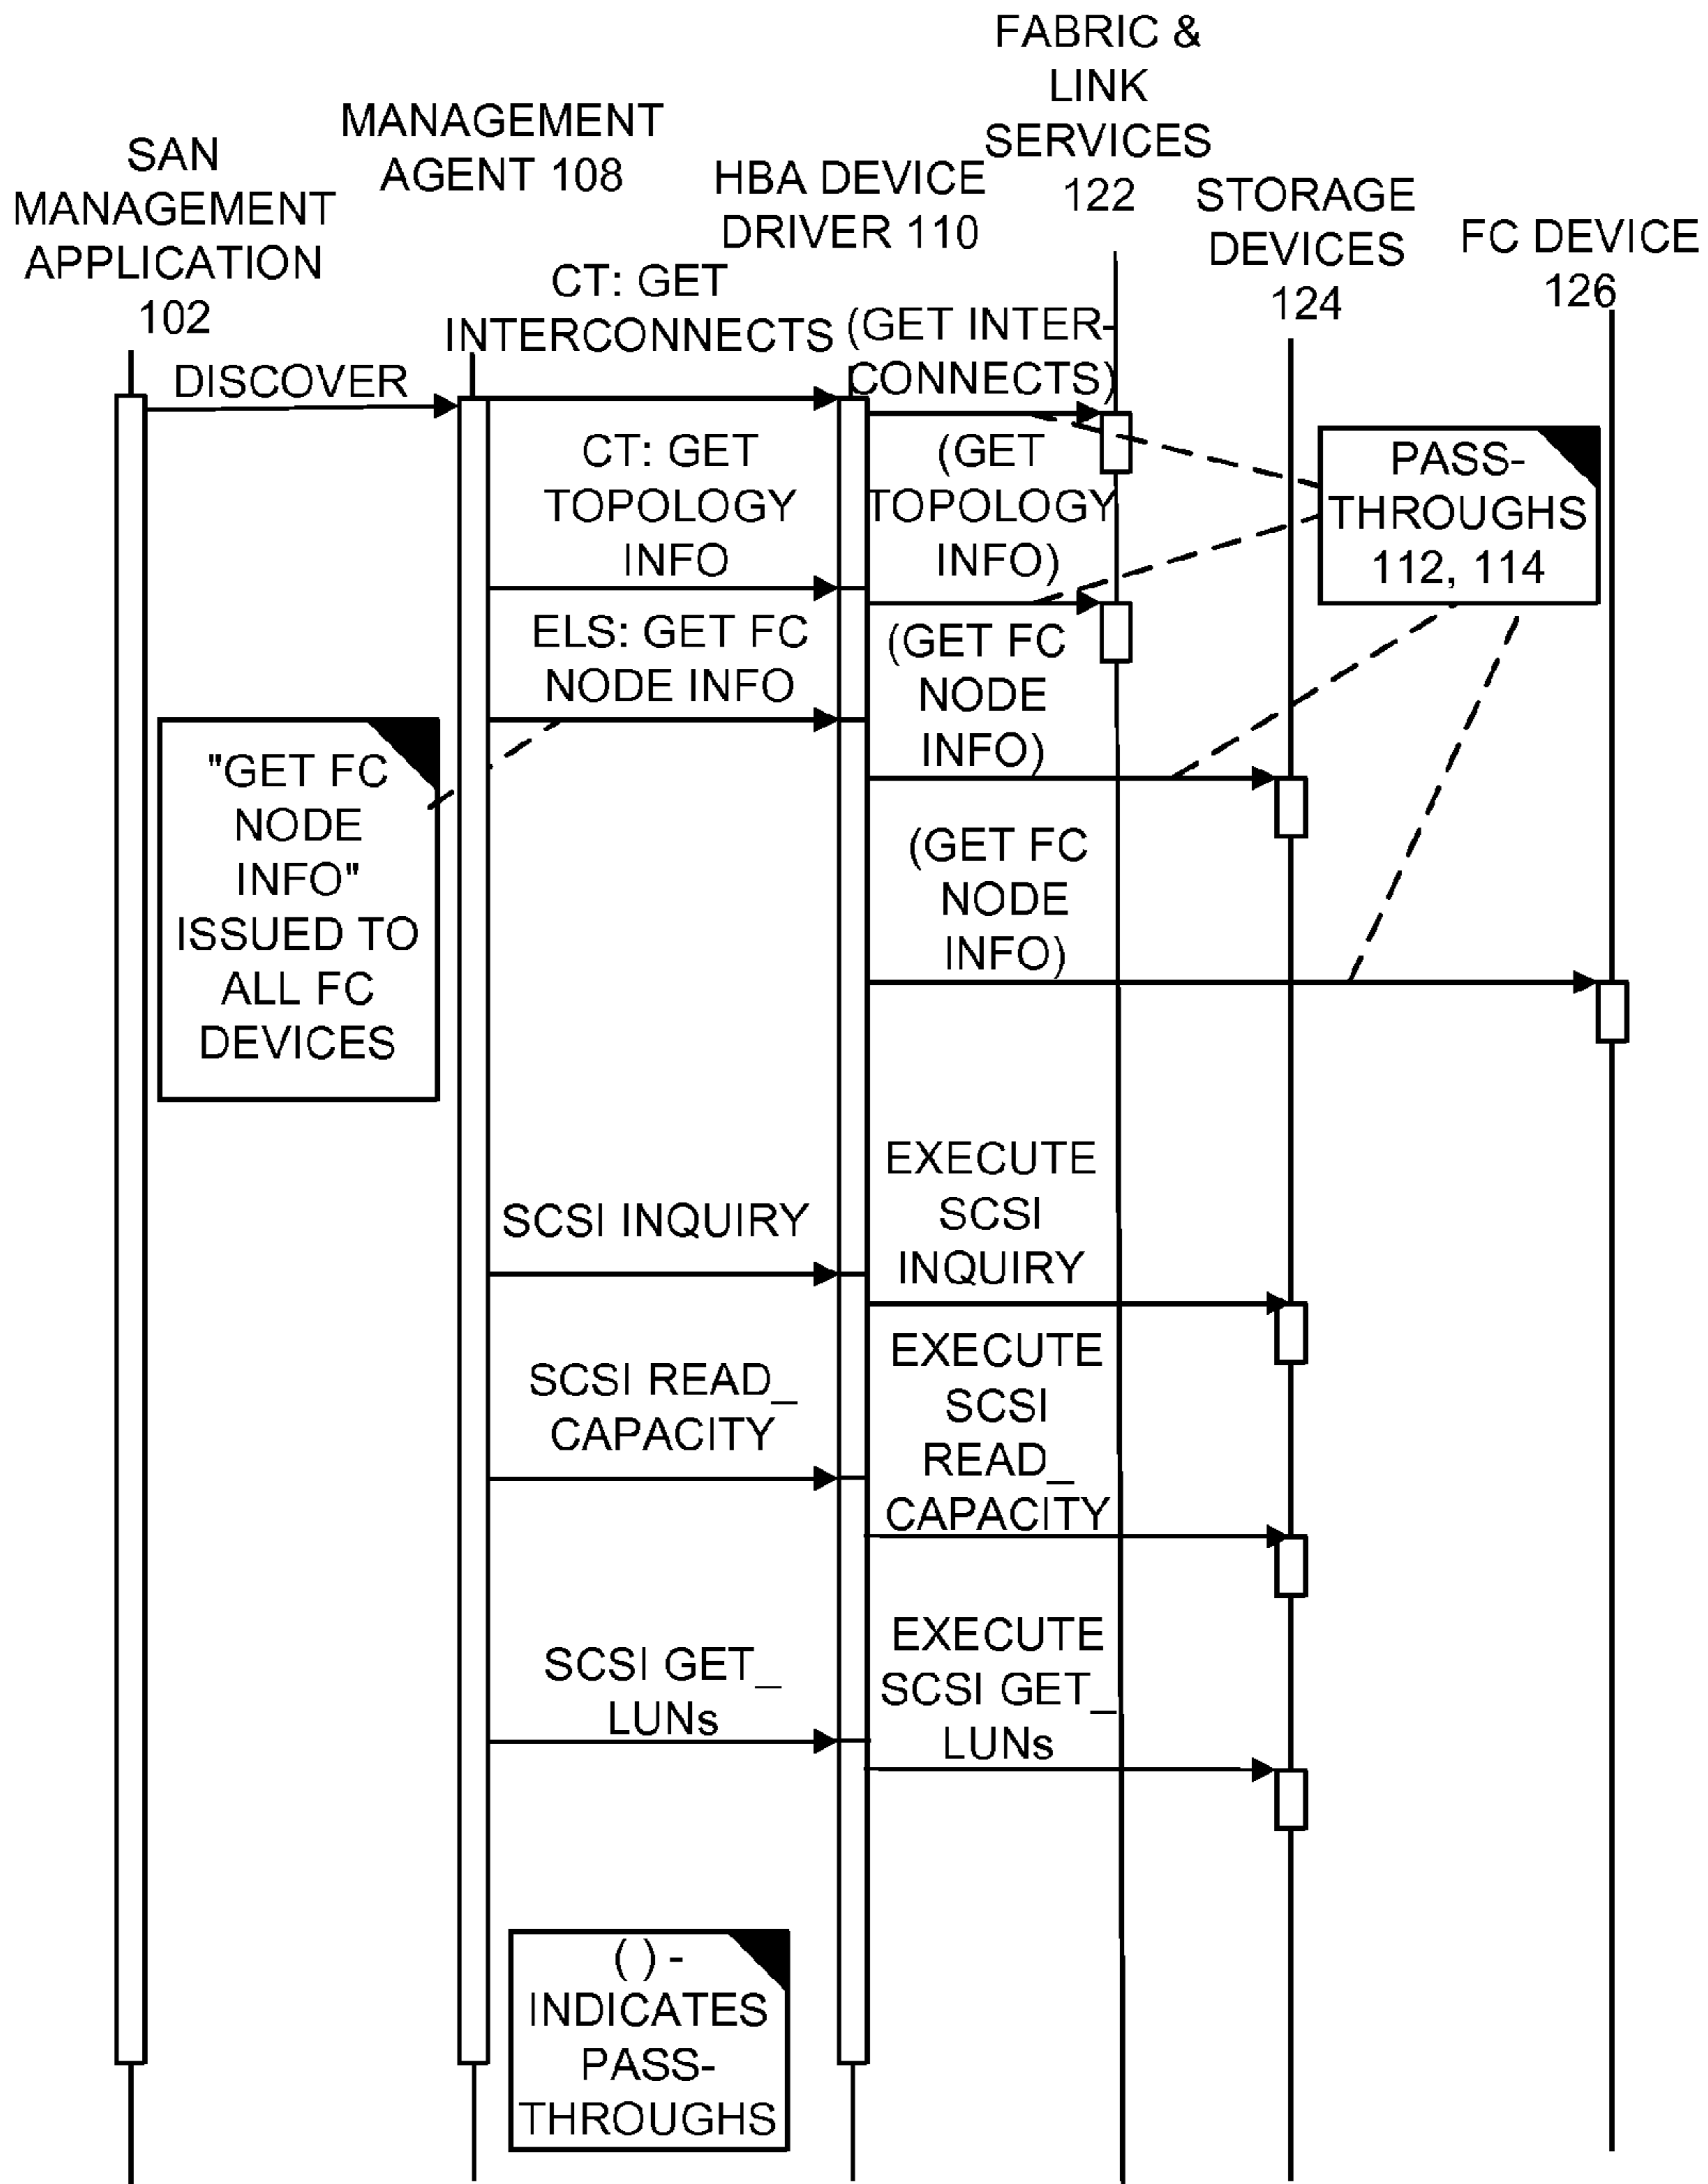 FABRIC &
LINK
SERVICES
122
MANAGEMENT
AGENT 108
SAN
MANAGEMENT
APPLICATION
102
HBA DEVICE
DRIVER 110
STORAGE
DEVICES
124
FC DEVICE
126
CT: GET
INTERCONNECTS
(GET INTER-
CONNECTS)
DISCOVER
CT: GET
TOPOLOGY
INFO
(GET
TOPOLOGY
INFO)
PASS-
THROUGHS
112, 114
ELS: GET FC
NODE INFO
(GET FC
NODE
INFO)
"GET FC
NODE
INFO"
ISSUED TO
ALL FC
DEVICES
(GET FC
NODE
INFO)
SCSI INQUIRY
EXECUTE
SCSI
INQUIRY
SCSI READ_
CAPACITY
EXECUTE
SCSI
READ_
CAPACITY
SCSI GET_
LUNs
EXECUTE
SCSI GET_
LUNs
( ) -
INDICATES
PASS-
THROUGHS